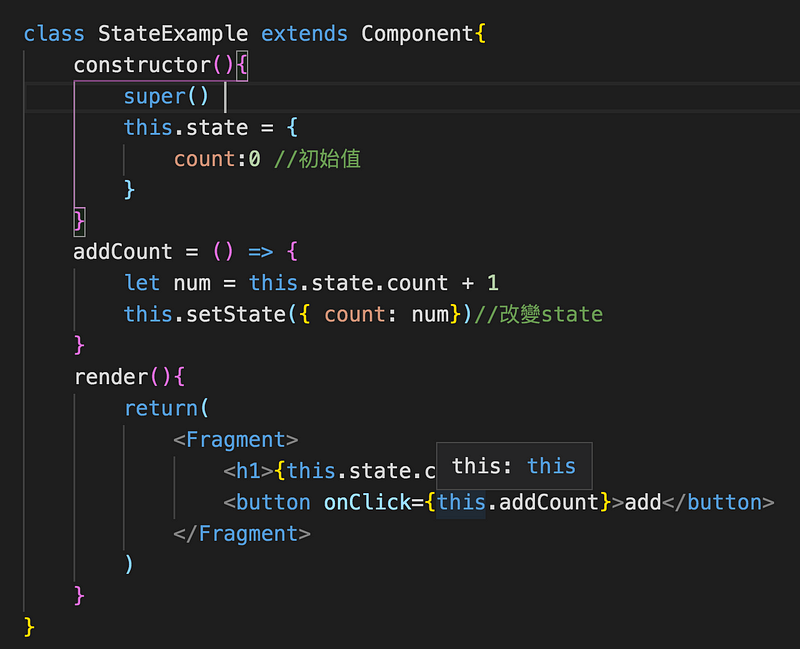 class StateExample extends Component{
constructor(){
super()
this.state = {
count:0 //初始值
}
}
addCount = () => {
let num = this.state.count + 1
this.setState({ count: num})//改變state
}
render(){
return(
<Fragment>
<h1>{this.state.c
this: this
<button onClick={this.addCount}>add</button>
</Fragment>
)
}
}